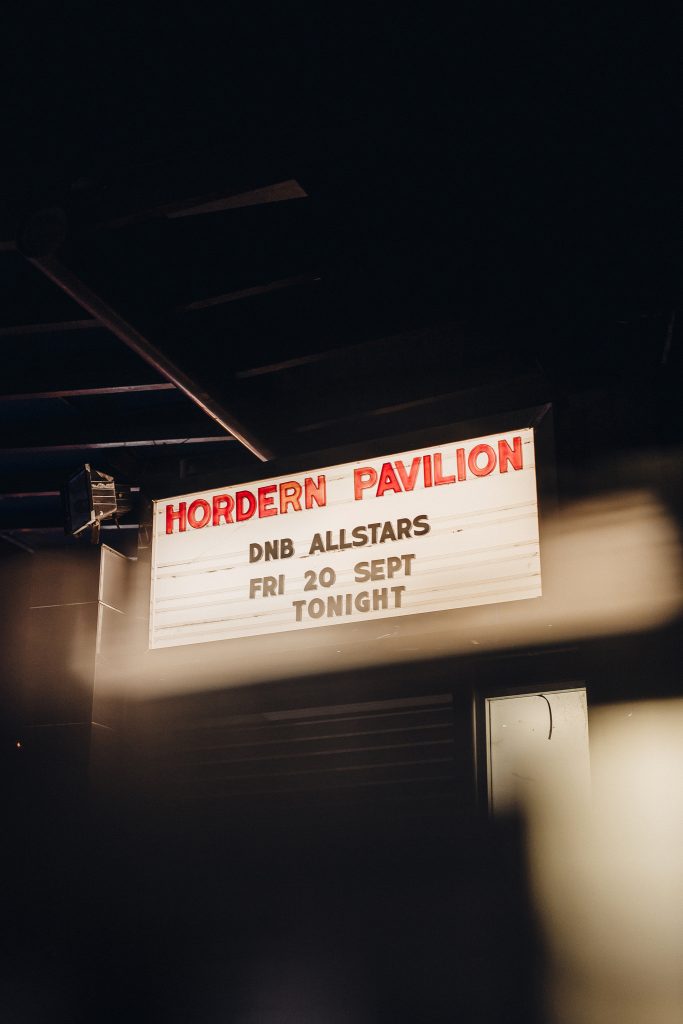 HORDERN PAVILION
DNB ALLSTARS
FRI 20 SEPT
TONIGHT